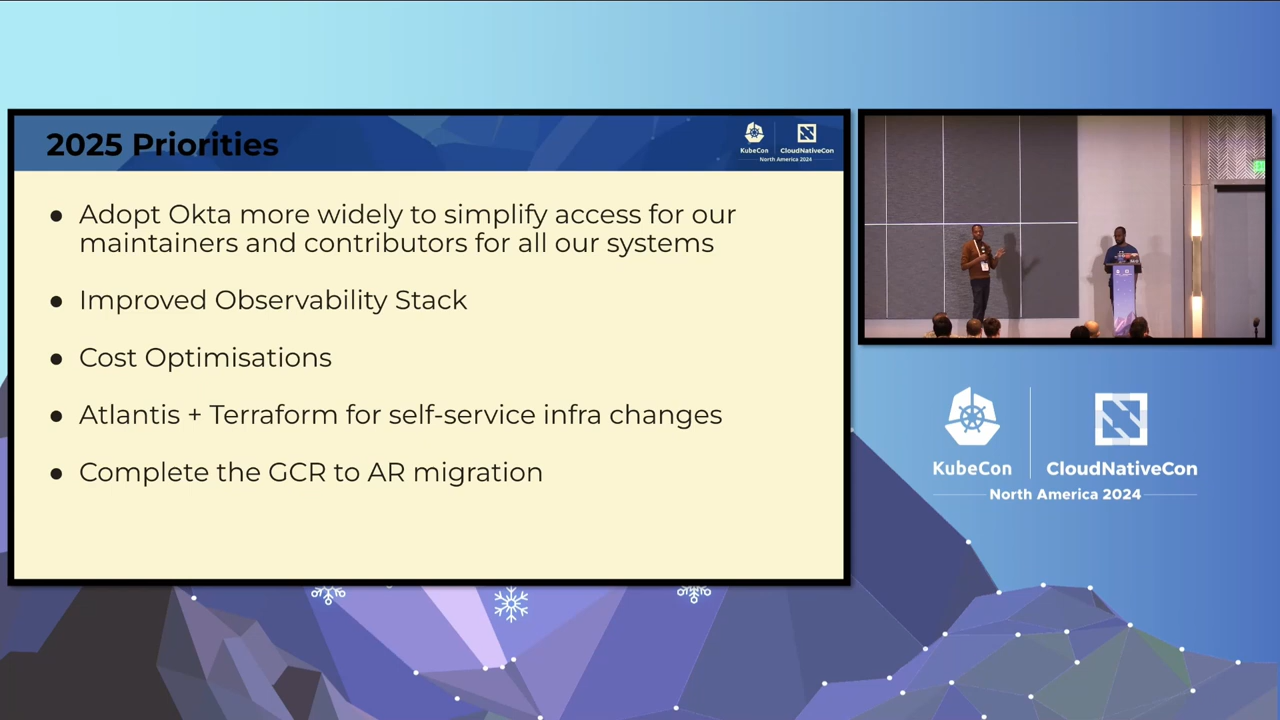 2025 Priorities
KubeCon
CloudNativeCon
North America 2024
● Adopt Okta more widely to simplify access for our
maintainers and contributors for all our systems
● Improved Observability Stack
● Cost Optimisations
● Atlantis + Terraform for self-service infra changes
● Complete the GCR to AR migration
KubeCon
CloudNativeCon
North America 2024